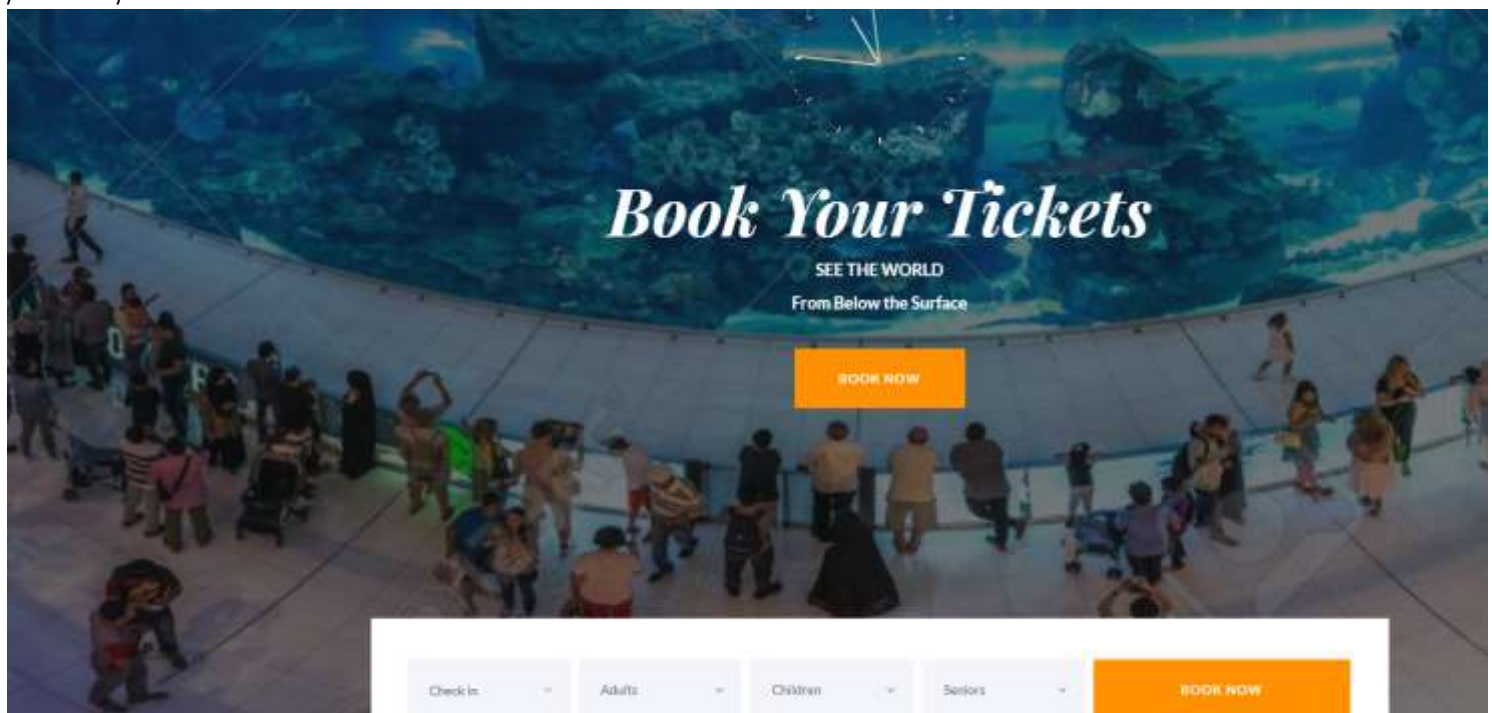 Book Your Tickets
SEE THE WORLD
From Below the Surface
BOOK NOW
Check in
Adults
Children
Seniors
BOOK NOW